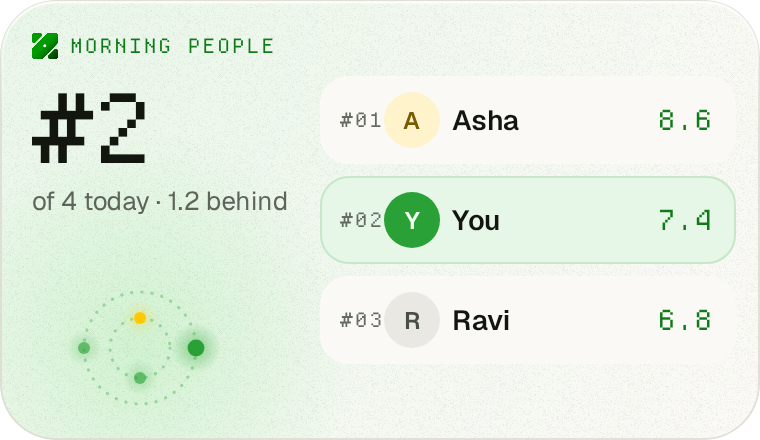 MORNING PEOPLE
#2
of 4 today · 1.2 behind
#01 A Asha 8.6
#02 Y You 7.4
#03 R Ravi 6.8